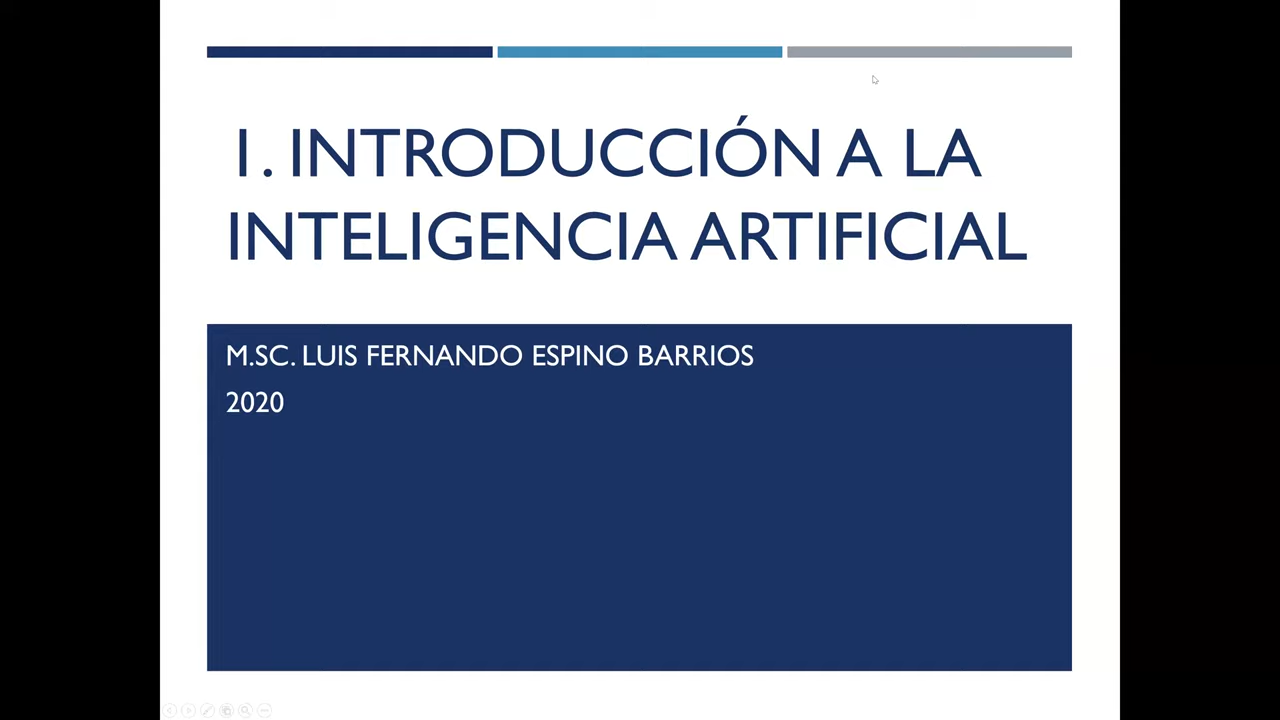 1. INTRODUCCIÓN A LA
INTELIGENCIA ARTIFICIAL
M.SC. LUIS FERNANDO ESPINO BARRIOS
2020